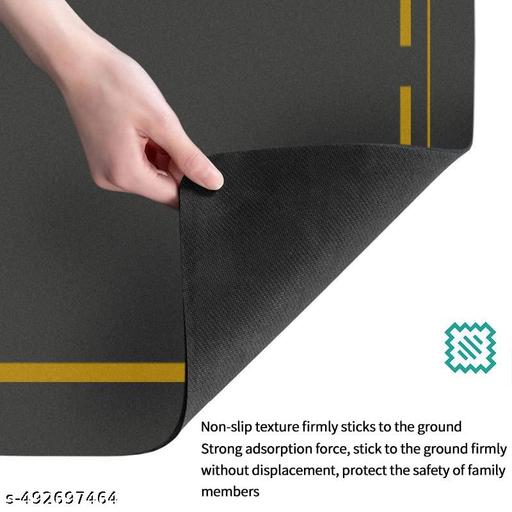 Non-slip texture firmly sticks to the ground
Strong adsorption force, stick to the ground firmly
without displacement, protect the safety of family
members
s-492697464